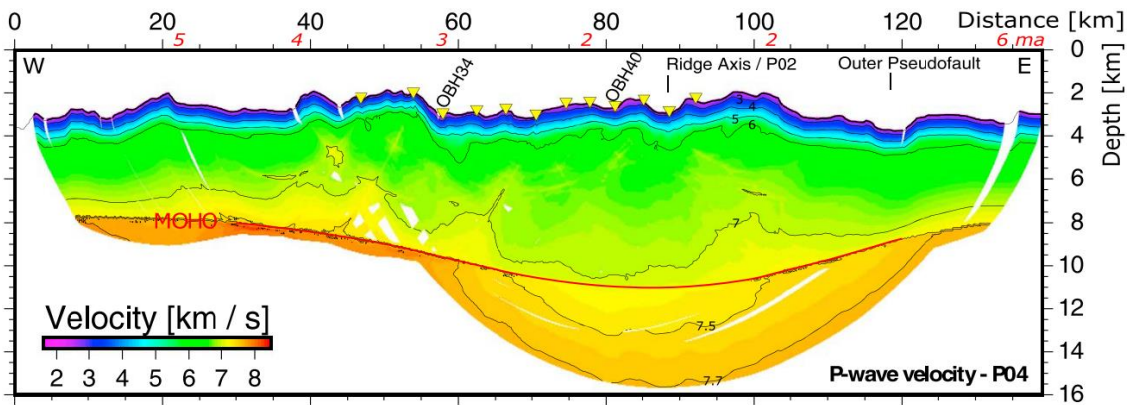 0 20 40 60 80 100 120 Distance [km]
5 4 3 2 2 6 ma
W OBH34 OBH40 Ridge Axis / P02 Outer Pseudofault E
0
2
4
6
8
10
12
14
16
Depth [km]
3 4
5 6
7
MOHO
7.5
7.7
Velocity [km / s]
2 3 4 5 6 7 8
P-wave velocity - P04